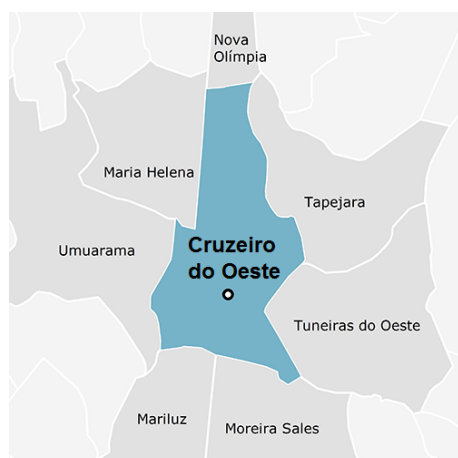 Nova
Olímpia
Maria Helena
Tapejara
Umuarama
Cruzeiro
do Oeste
Tuneiras do Oeste
Mariluz
Moreira Sales